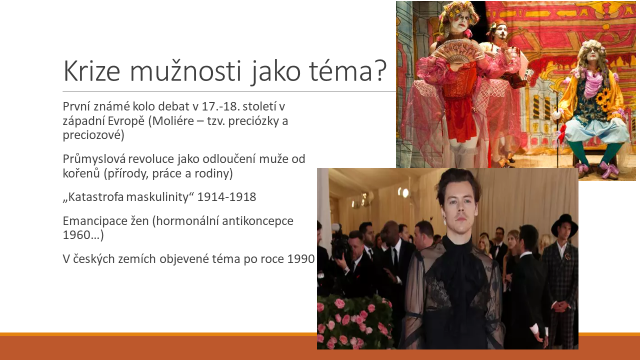 Krize mužnosti jako téma?
První známé kolo debat v 17.-18. století v
západní Evropě (Moliére – tzv. preciózky a
preciozové)
Průmyslová revoluce jako odloučení muže od
kořenů (přírody, práce a rodiny)
„Katastrofa maskulinity“ 1914-1918
Emancipace žen (hormonální antikoncepce
1960…)
V českých zemích objevené téma po roce 1990